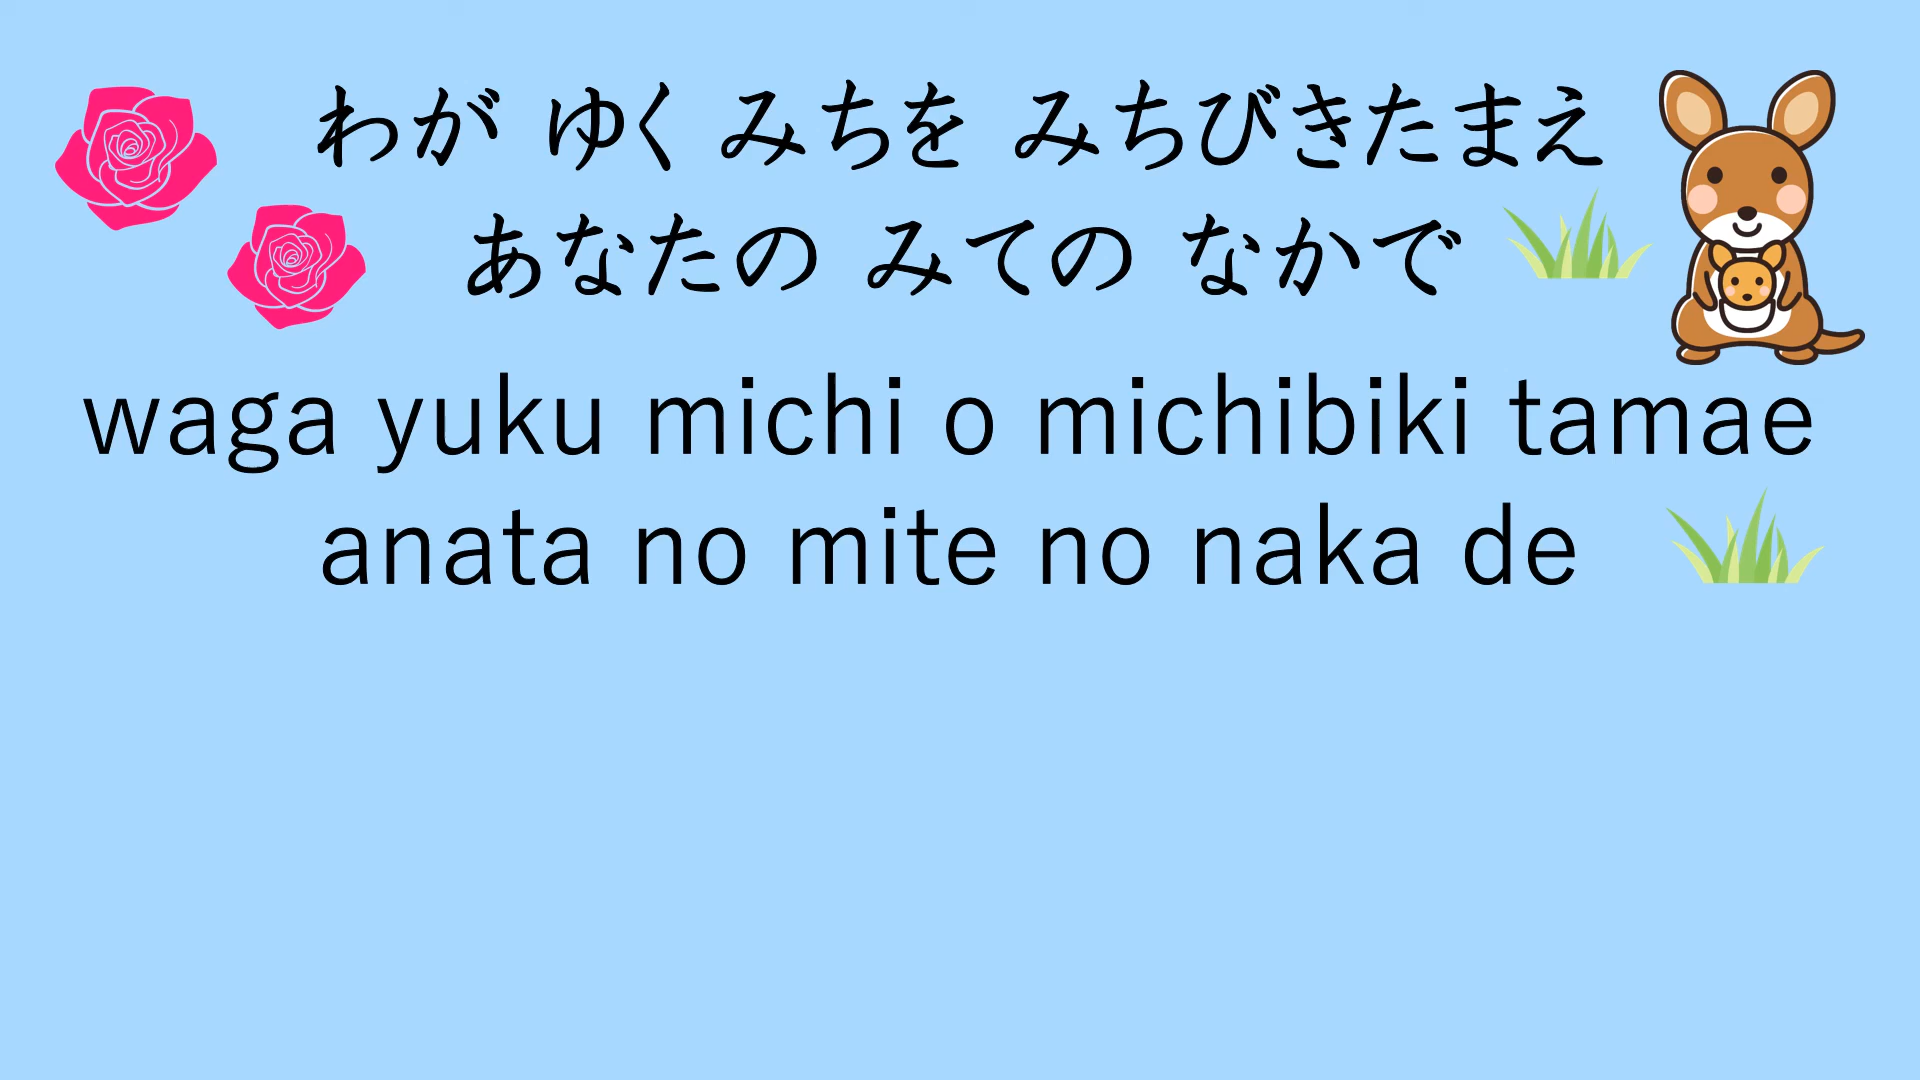 わが ゆく みちを みちびきたまえ
あなたの みての なかで
waga yuku michi o michibiki tamae
anata no mite no naka de